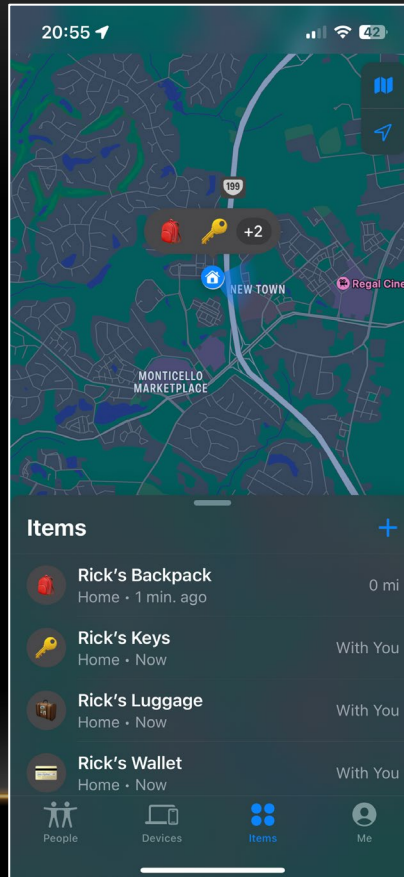 20:55
42
199
+2
NEW TOWN
Regal Cine
MONTICELLO
MARKETPLACE
Items
Rick's Backpack
Home • 1 min. ago
0 mi
Rick's Keys
Home • Now
With You
Rick's Luggage
Home • Now
With You
Rick's Wallet
Home • Now
With You
People
Devices
Items
Me